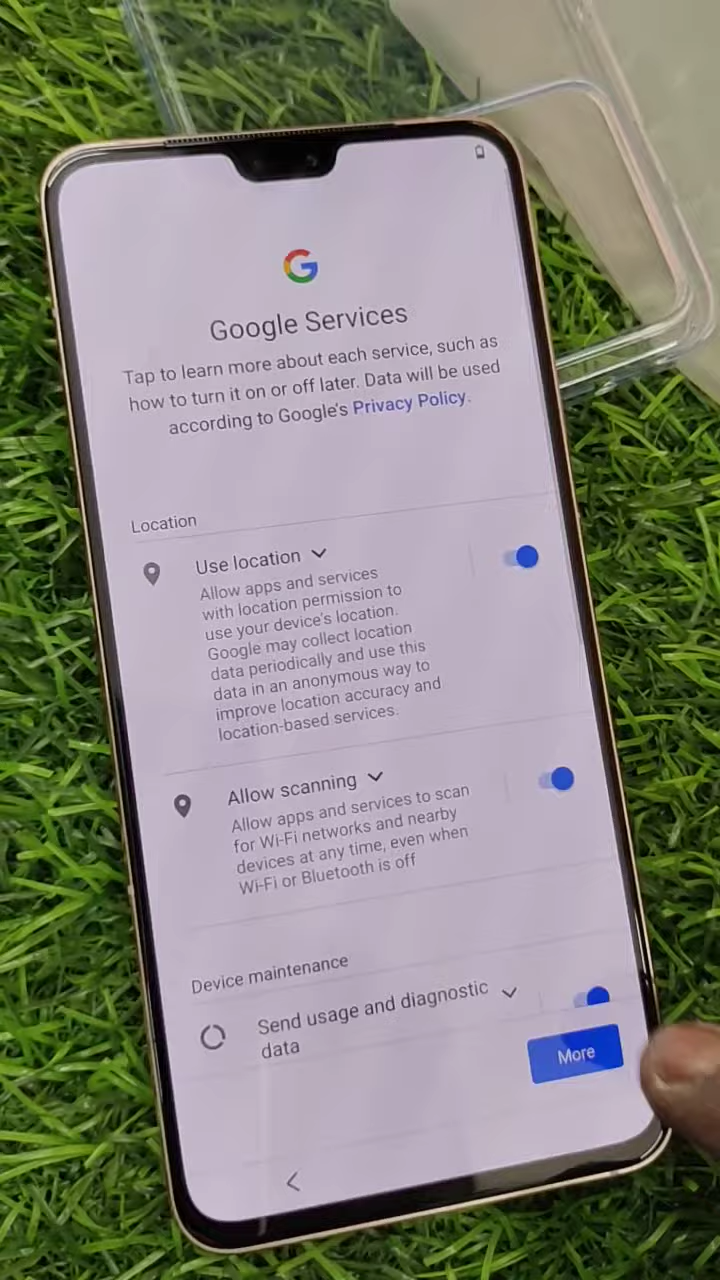 Google Services
Tap to learn more about each service, such as
how to turn it on or off later. Data will be used
according to Google's Privacy Policy.
Location
Use location
Allow apps and services
with location permission to
use your device's location.
Google may collect location
data periodically and use this
data in an anonymous way to
improve location accuracy and
location-based services.
Allow scanning
Allow apps and services to scan
for Wi-Fi networks and nearby
devices at any time, even when
Wi-Fi or Bluetooth is off
Device maintenance
Send usage and diagnostic
data
More